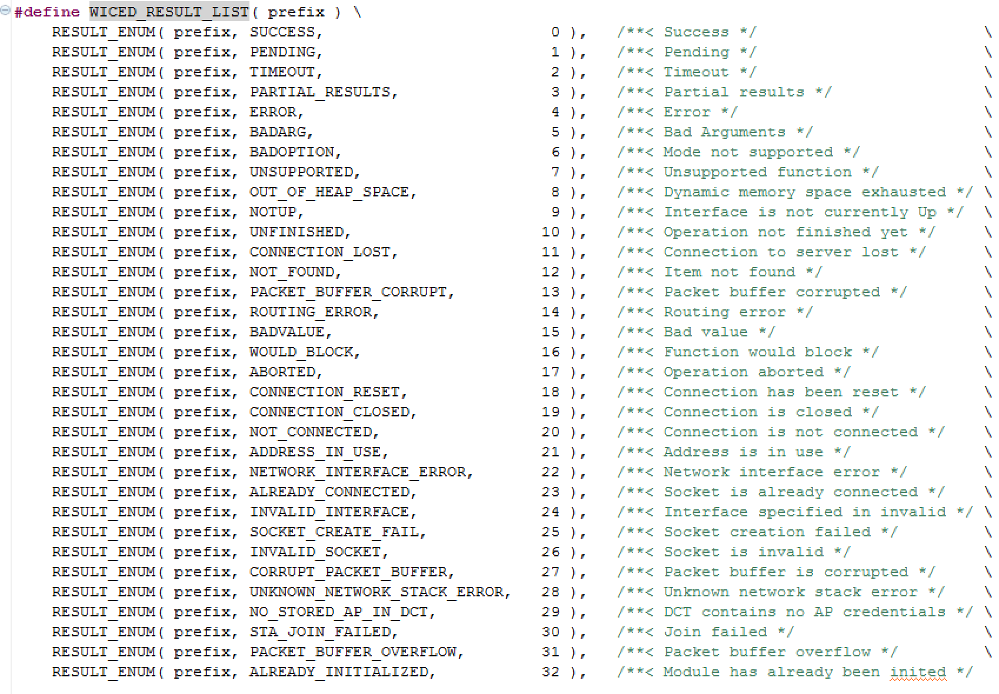 #define WICED_RESULT_LIST( prefix ) \
RESULT_ENUM( prefix, SUCCESS, 0 ), /**< Success */ \
RESULT_ENUM( prefix, PENDING, 1 ), /**< Pending */ \
RESULT_ENUM( prefix, TIMEOUT, 2 ), /**< Timeout */ \
RESULT_ENUM( prefix, PARTIAL_RESULTS, 3 ), /**< Partial results */ \
RESULT_ENUM( prefix, ERROR, 4 ), /**< Error */ \
RESULT_ENUM( prefix, BADARG, 5 ), /**< Bad Arguments */ \
RESULT_ENUM( prefix, BADOPTION, 6 ), /**< Mode not supported */ \
RESULT_ENUM( prefix, UNSUPPORTED, 7 ), /**< Unsupported function */ \
RESULT_ENUM( prefix, OUT_OF_HEAP_SPACE, 8 ), /**< Dynamic memory space exhausted */ \
RESULT_ENUM( prefix, NOTUP, 9 ), /**< Interface is not currently Up */ \
RESULT_ENUM( prefix, UNFINISHED, 10 ), /**< Operation not finished yet */ \
RESULT_ENUM( prefix, CONNECTION_LOST, 11 ), /**< Connection to server lost */ \
RESULT_ENUM( prefix, NOT_FOUND, 12 ), /**< Item not found */ \
RESULT_ENUM( prefix, PACKET_BUFFER_CORRUPT, 13 ), /**< Packet buffer corrupted */ \
RESULT_ENUM( prefix, ROUTING_ERROR, 14 ), /**< Routing error */ \
RESULT_ENUM( prefix, BADVALUE, 15 ), /**< Bad value */ \
RESULT_ENUM( prefix, WOULD_BLOCK, 16 ), /**< Function would block */ \
RESULT_ENUM( prefix, ABORTED, 17 ), /**< Operation aborted */ \
RESULT_ENUM( prefix, CONNECTION_RESET, 18 ), /**< Connection has been reset */ \
RESULT_ENUM( prefix, CONNECTION_CLOSED, 19 ), /**< Connection is closed */ \
RESULT_ENUM( prefix, NOT_CONNECTED, 20 ), /**< Connection is not connected */ \
RESULT_ENUM( prefix, ADDRESS_IN_USE, 21 ), /**< Address is in use */ \
RESULT_ENUM( prefix, NETWORK_INTERFACE_ERROR, 22 ), /**< Network interface error */ \
RESULT_ENUM( prefix, ALREADY_CONNECTED, 23 ), /**< Socket is already connected */ \
RESULT_ENUM( prefix, INVALID_INTERFACE, 24 ), /**< Interface specified in invalid */ \
RESULT_ENUM( prefix, SOCKET_CREATE_FAIL, 25 ), /**< Socket creation failed */ \
RESULT_ENUM( prefix, INVALID_SOCKET, 26 ), /**< Socket is invalid */ \
RESULT_ENUM( prefix, CORRUPT_PACKET_BUFFER, 27 ), /**< Packet buffer is corrupted */ \
RESULT_ENUM( prefix, UNKNOWN_NETWORK_STACK_ERROR, 28 ), /**< Unknown network stack error */ \
RESULT_ENUM( prefix, NO_STORED_AP_IN_DCT, 29 ), /**< DCT contains no AP credentials */ \
RESULT_ENUM( prefix, STA_JOIN_FAILED, 30 ), /**< Join failed */ \
RESULT_ENUM( prefix, PACKET_BUFFER_OVERFLOW, 31 ), /**< Packet buffer overflow */ \
RESULT_ENUM( prefix, ALREADY_INITIALIZED, 32 ), /**< Module has already been inited */